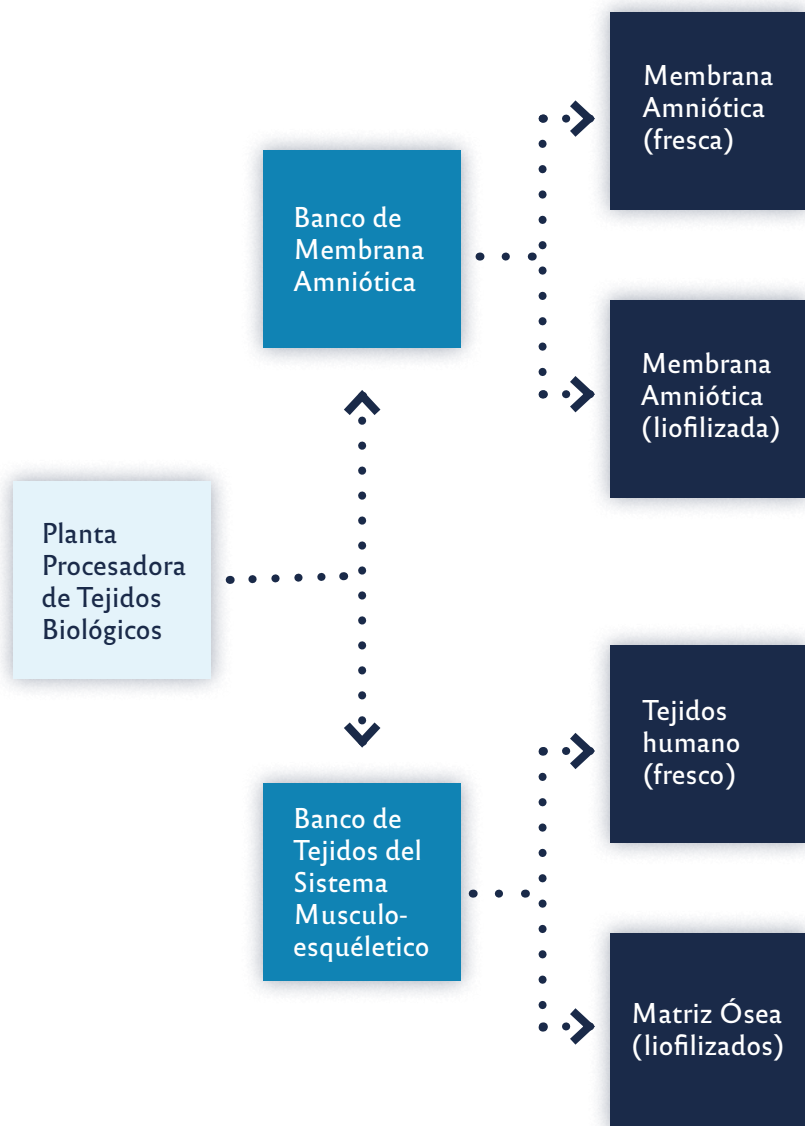 Planta
Procesadora
de Tejidos
Biológicos
Banco de
Membrana
Amniótica
Membrana
Amniótica
(fresca)
Membrana
Amniótica
(liofilizada)
Banco de
Tejidos del
Sistema
Musculo-
esquéletico
Tejidos
humano
(fresco)
Matriz Ósea
(liofilizados)